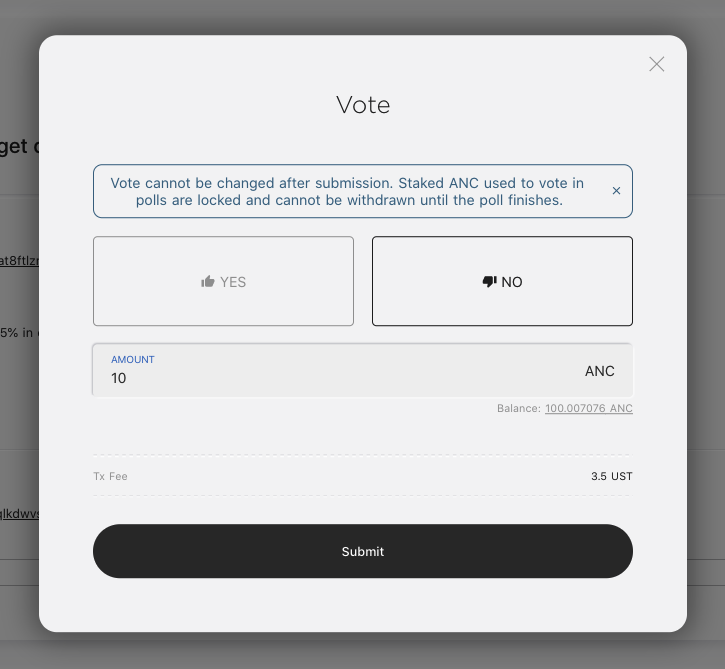 Vote
get
Vote cannot be changed after submission. Staked ANC used to vote in
polls are locked and cannot be withdrawn until the poll finishes.
×
YES
NO
at8ftlzr
5% in
AMOUNT
10
ANC
Balance: 100.007076 ANC
Tx Fee
3.5 UST
qlkdwvs
Submit